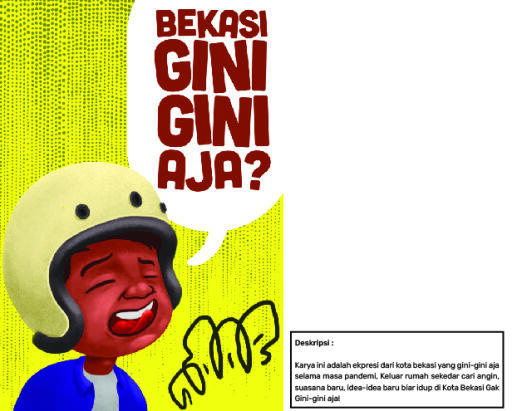 BEKASI
GINI
GINI
AJA?
Deskripsi :
Karya ini adalah ekpresi dari kota bekasi yang gini-gini aja
selama masa pandemi, Keluar rumah sekedar cari angin,
suasana baru, idea-idea baru biar idup di Kota Bekasi Gak
Gini-gini aja!